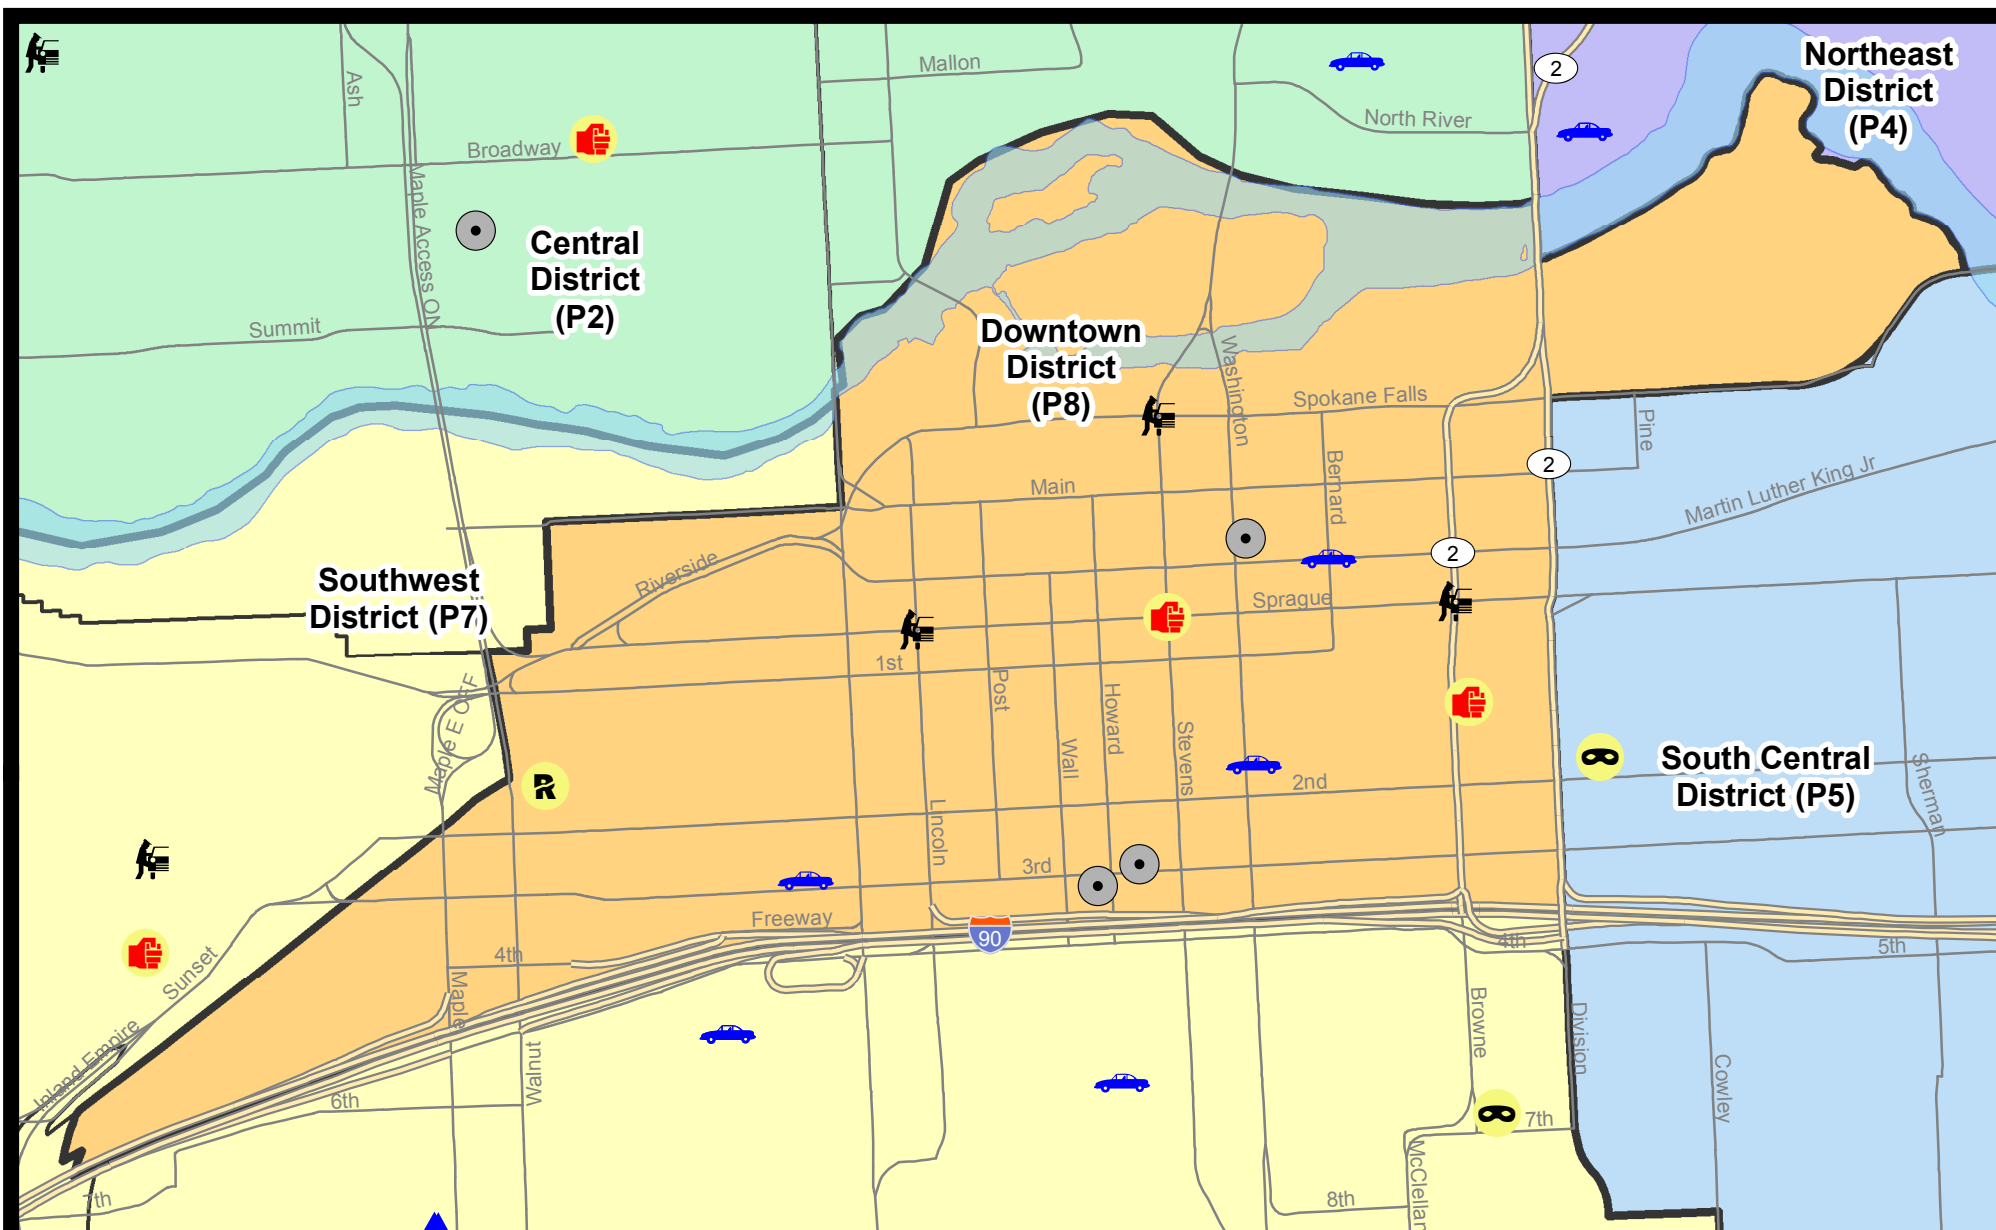 Northeast
District
(P4)
2
Mallon
Ash
North River
Broadway
Maple Access ON
Central
District
(P2)
Summit
Downtown
District
(P8)
Washington
Spokane Falls
Pine
Bernard
2
Main
Martin Luther King Jr
2
Riverside
Southwest
District (P7)
Sprague
1st
Maple E OFF
Post
Howard
Wall
Stevens
2nd
South Central
District (P5)
Sherman
R
Lincoln
3rd
Freeway
90
4th
4th
5th
Sunset
Maple
Browne
Division
Inland Empire
Walnut
6th
Cowley
7th
McClellan
7th
8th